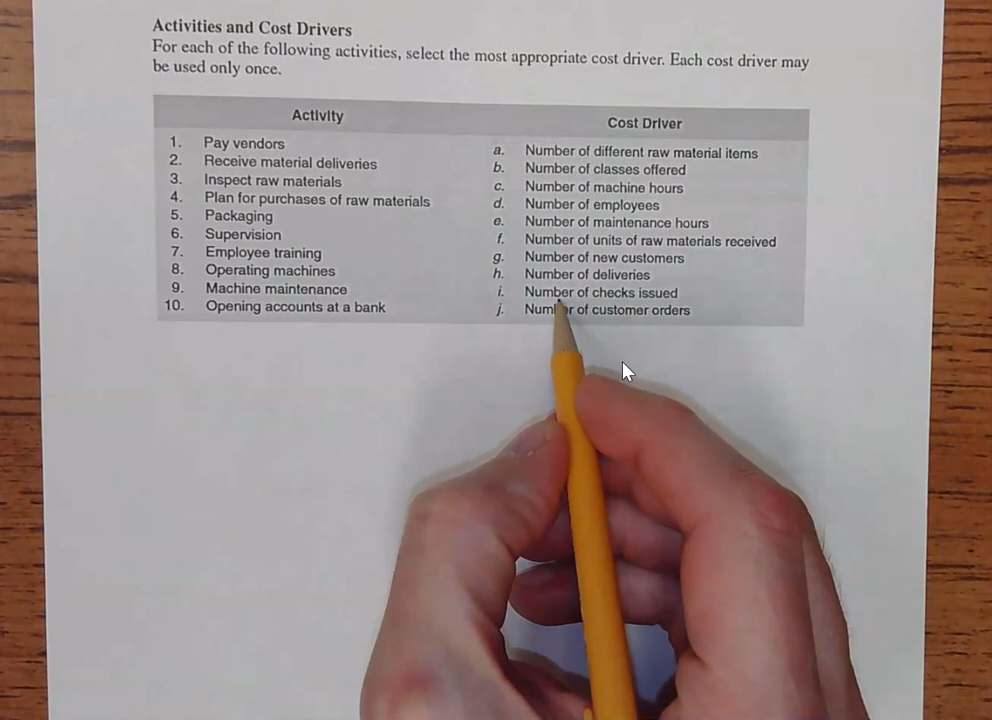 Activities and Cost Drivers
For each of the following activities, select the most appropriate cost driver. Each cost driver may
be used only once.
Activity
1. Pay vendors
2. Receive material deliveries
3. Inspect raw materials
4. Plan for purchases of raw materials
5. Packaging
6. Supervision
7. Employee training
8. Operating machines
9. Machine maintenance
10. Opening accounts at a bank
Cost Driver
a. Number of different raw material items
b. Number of classes offered
c. Number of machine hours
d. Number of employees
e. Number of maintenance hours
f. Number of units of raw materials received
g. Number of new customers
h. Number of deliveries
i. Number of checks issued
j. Number of customer orders